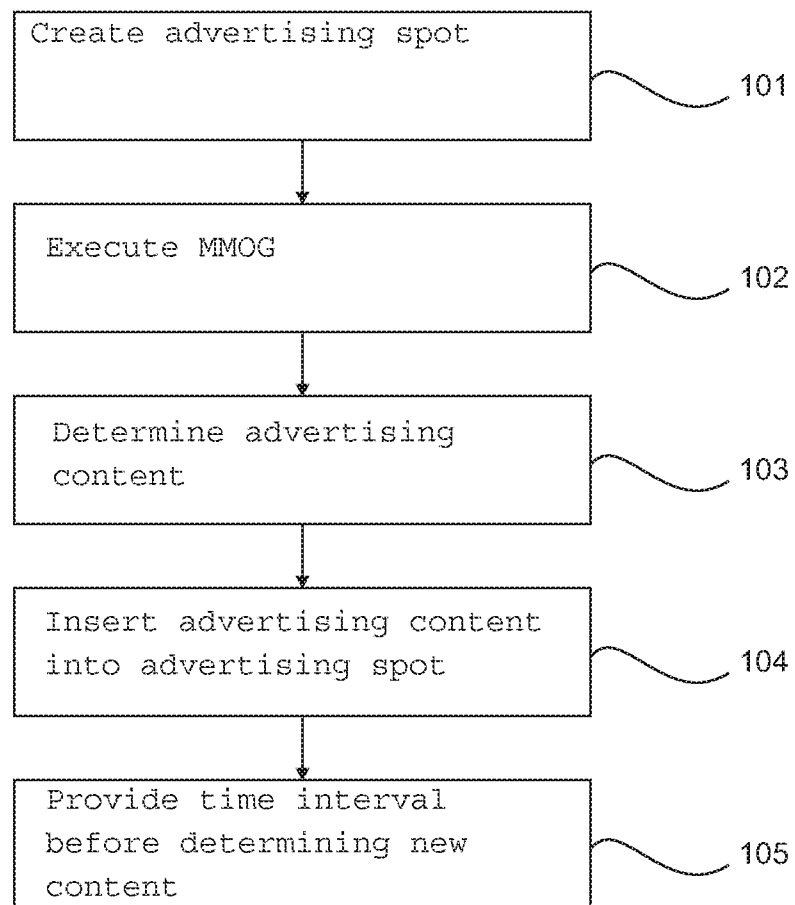 Create advertising spot
101
Execute MMOG
102
Determine advertising
content
103
Insert advertising content
into advertising spot
104
Provide time interval
before determining new
content
105